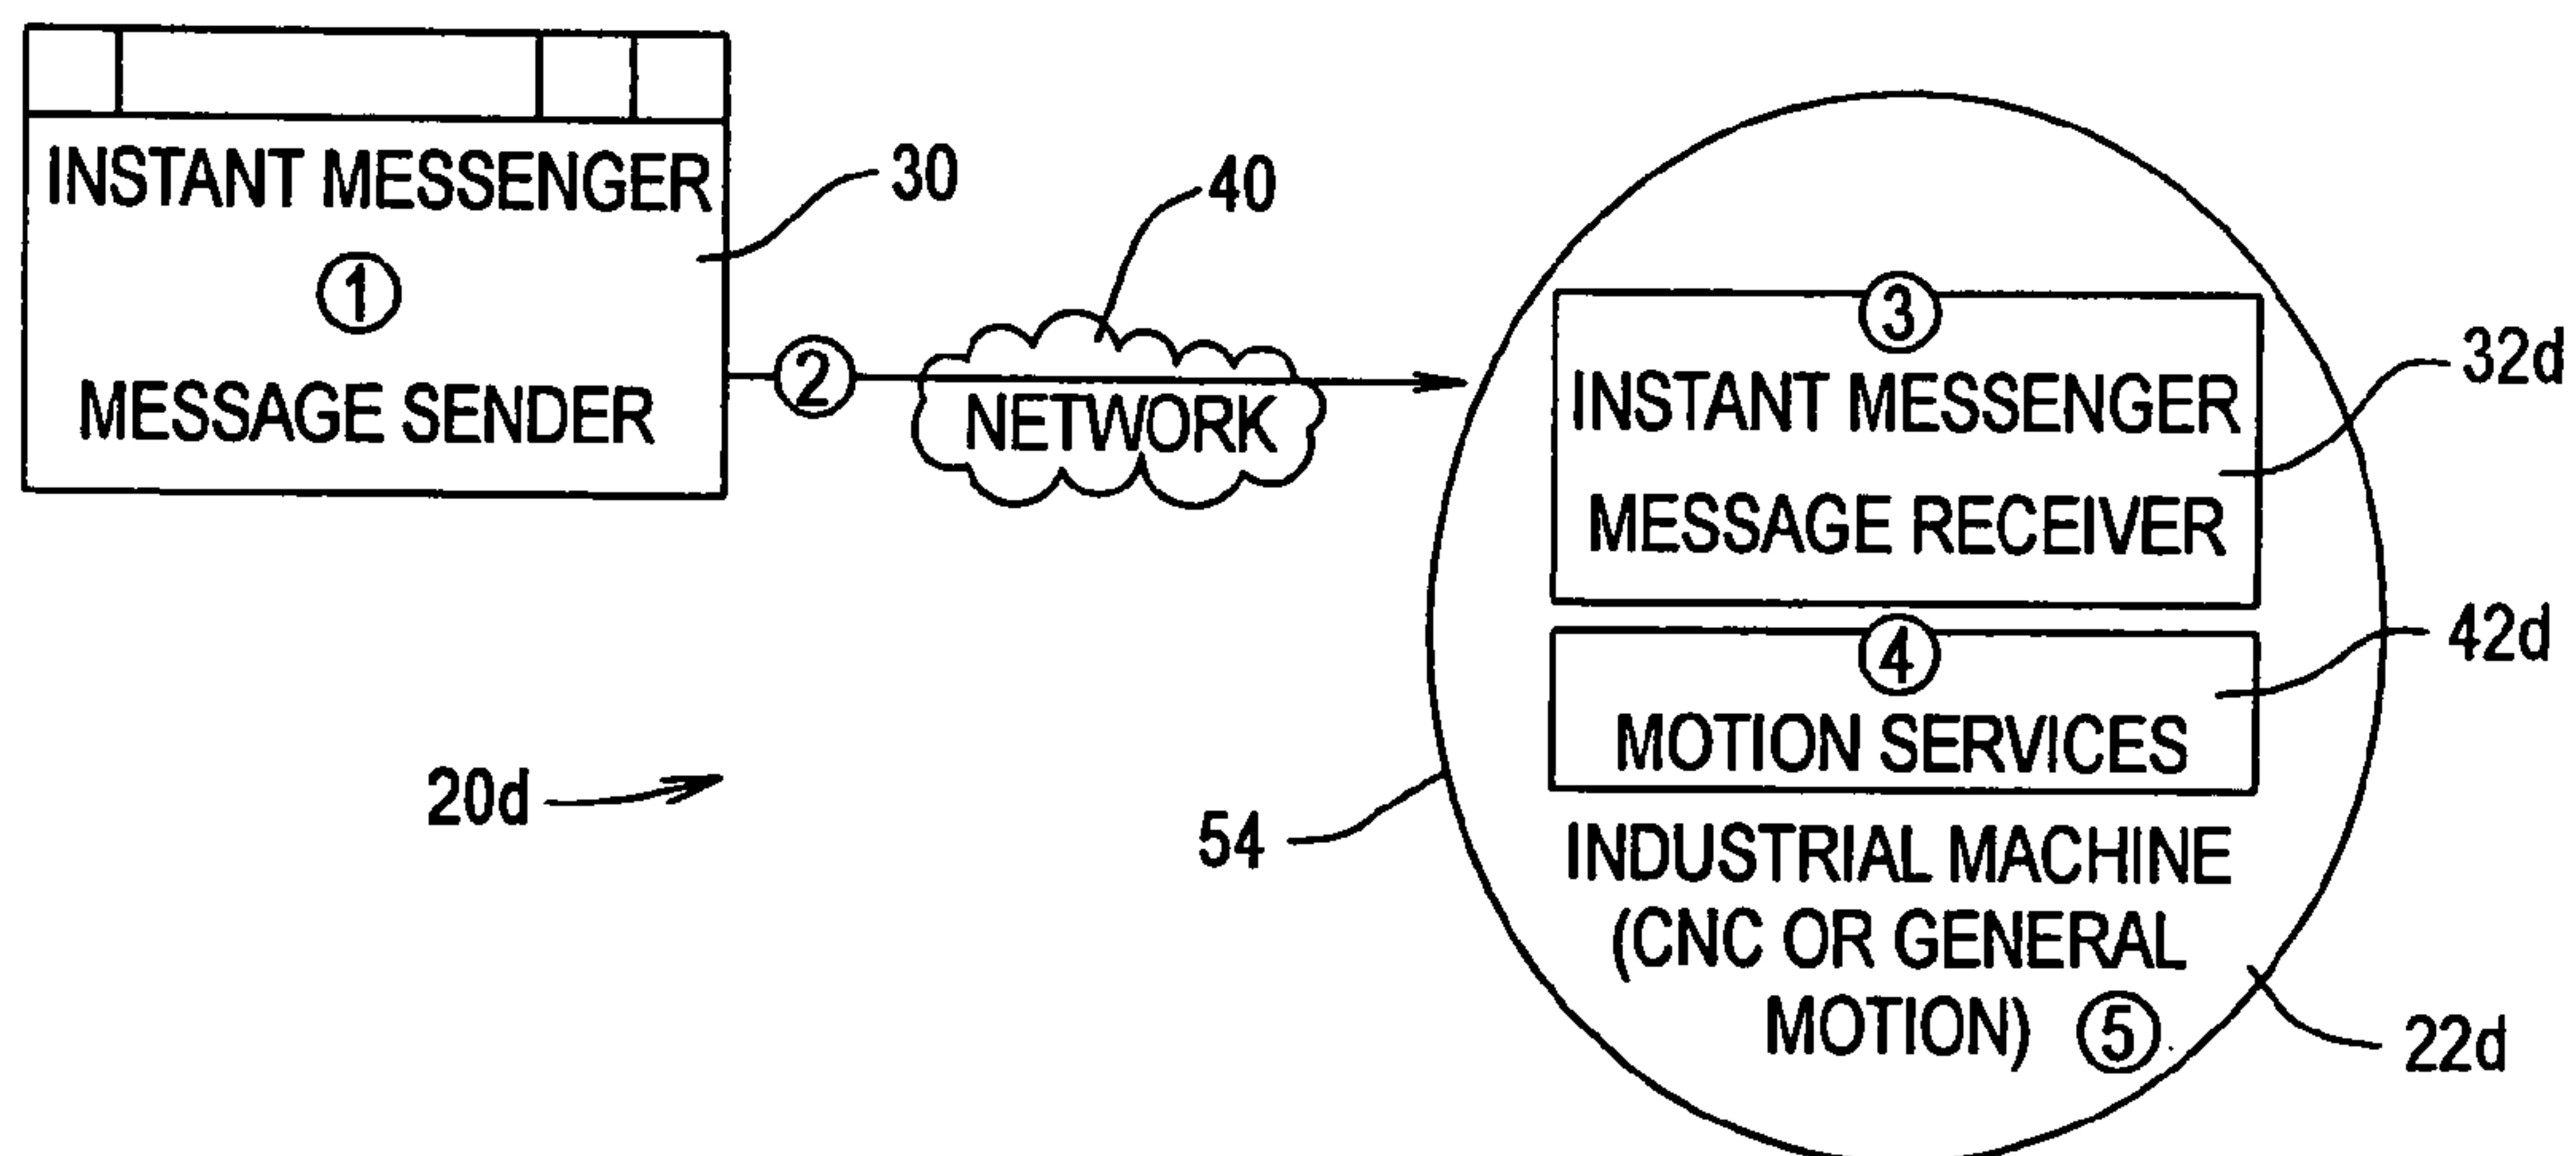 INSTANT MESSENGER
30
①
MESSAGE SENDER
②
40
NETWORK
③
INSTANT MESSENGER
32d
MESSAGE RECEIVER
④
42d
MOTION SERVICES
20d
54
INDUSTRIAL MACHINE
(CNC OR GENERAL
MOTION) ⑤
22d